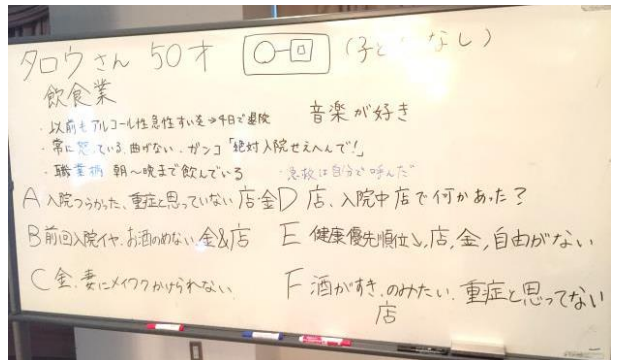 タロウさん 50才 (子ど なし)
飲食業
・以前もアルコール性急性すい炎→4日で退院 音楽が好き
・常に怒っている、曲がない、ガンコ「絶対入院せえへんで!」
・職業柄 朝〜晩まで飲んでいる ・急救は自分で呼んだ
A 入院つらかった、重症と思っていない 店・金
D 店、入院中店で何かあった?
B 前回入院イヤ、お酒のめない、金&店
E 健康優先順位↘,店,金,自由がない
C 金、妻にメイワクかけられない
F 酒がすき、のみたい、重症と思ってない
店